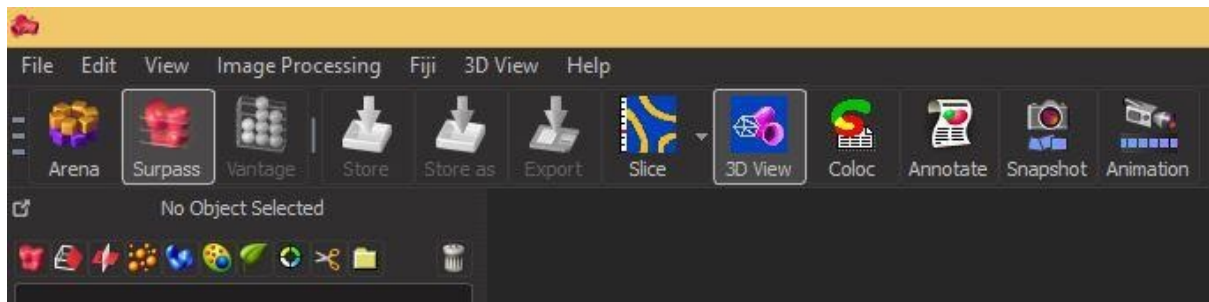 File Edit View Image Processing Fiji 3D View Help
Arena Surpass Vantage Store Store as Export Slice 3D View Coloc Annotate Snapshot Animation
No Object Selected